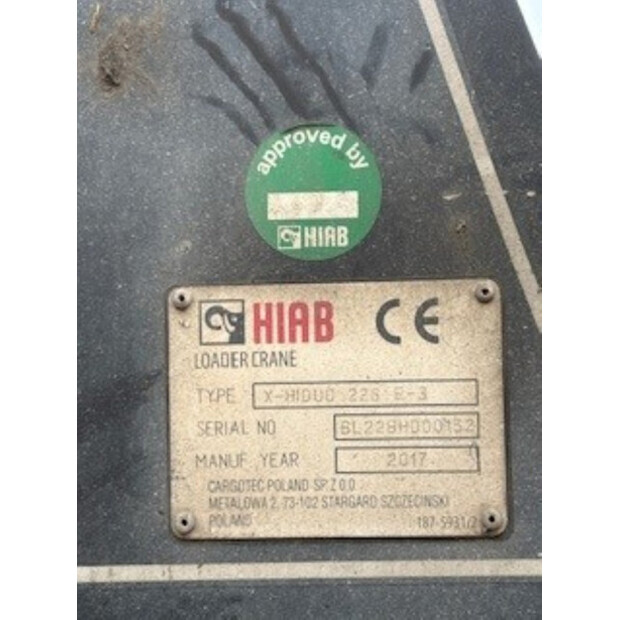 approved by
HIAB
HIAB CE
LOADER CRANE
TYPE X-HIDUO 228 E-3
SERIAL NO BL228H000152
MANUF YEAR 2017
CARGOTEC POLAND SP. Z O.O.
METALOWA 2, 73-102 STARGARD SZCZECINSKI
POLAND 187-5931/2